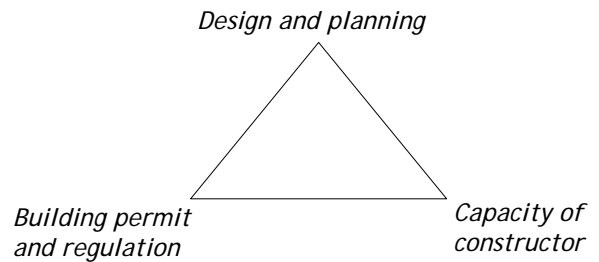 Design and planning
Building permit
and regulation
Capacity of
constructor